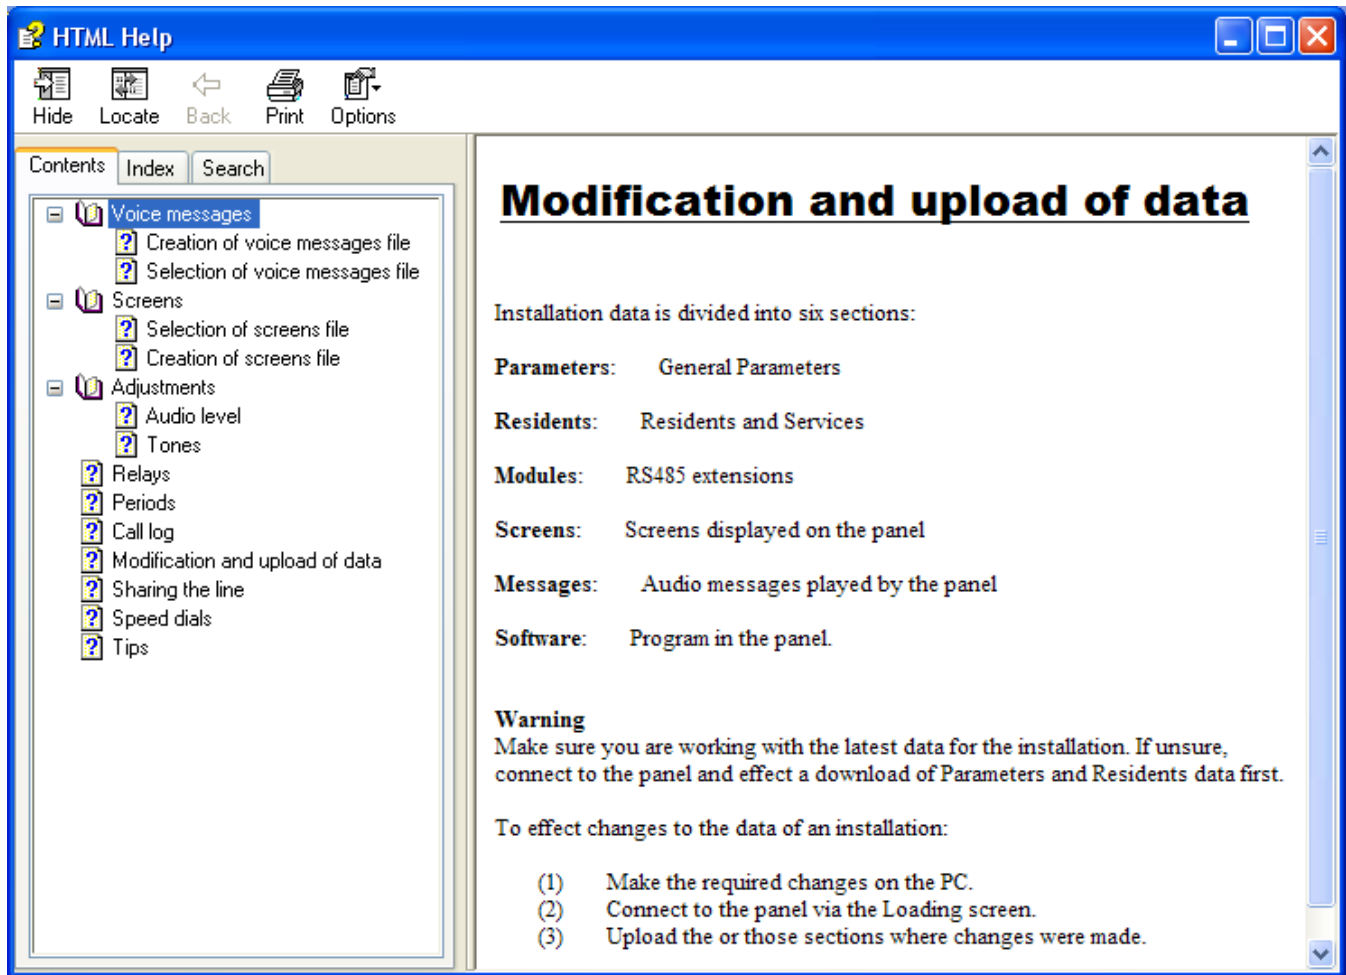 HTML Help
Hide Locate Back Print Options
Contents Index Search
Voice messages
Creation of voice messages file
Selection of voice messages file
Screens
Selection of screens file
Creation of screens file
Adjustments
Audio level
Tones
Relays
Periods
Call log
Modification and upload of data
Sharing the line
Speed dials
Tips
Modification and upload of data
Installation data is divided into six sections:
Parameters: General Parameters
Residents: Residents and Services
Modules: RS485 extensions
Screens: Screens displayed on the panel
Messages: Audio messages played by the panel
Software: Program in the panel.
Warning
Make sure you are working with the latest data for the installation. If unsure,
connect to the panel and effect a download of Parameters and Residents data first.
To effect changes to the data of an installation:
(1) Make the required changes on the PC.
(2) Connect to the panel via the Loading screen.
(3) Upload the or those sections where changes were made.